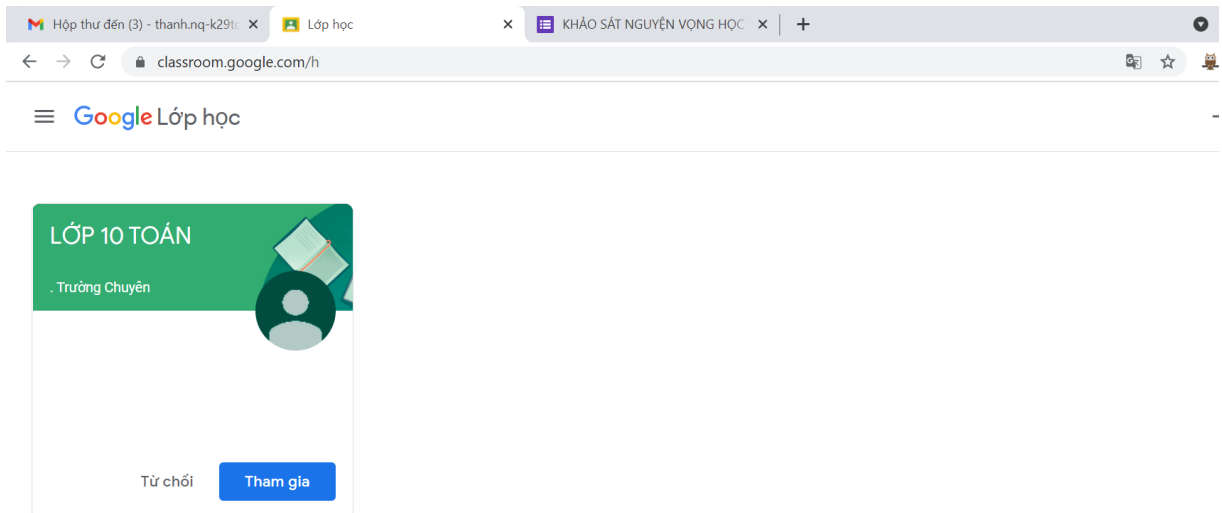 Hộp thư đến (3) - thanh.nq-k29tc
Lớp học
KHẢO SÁT NGUYỆN VỌNG HỌC
classroom.google.com/h
Google Lớp học
LỚP 10 TOÁN
. Trường Chuyên
Từ chối
Tham gia